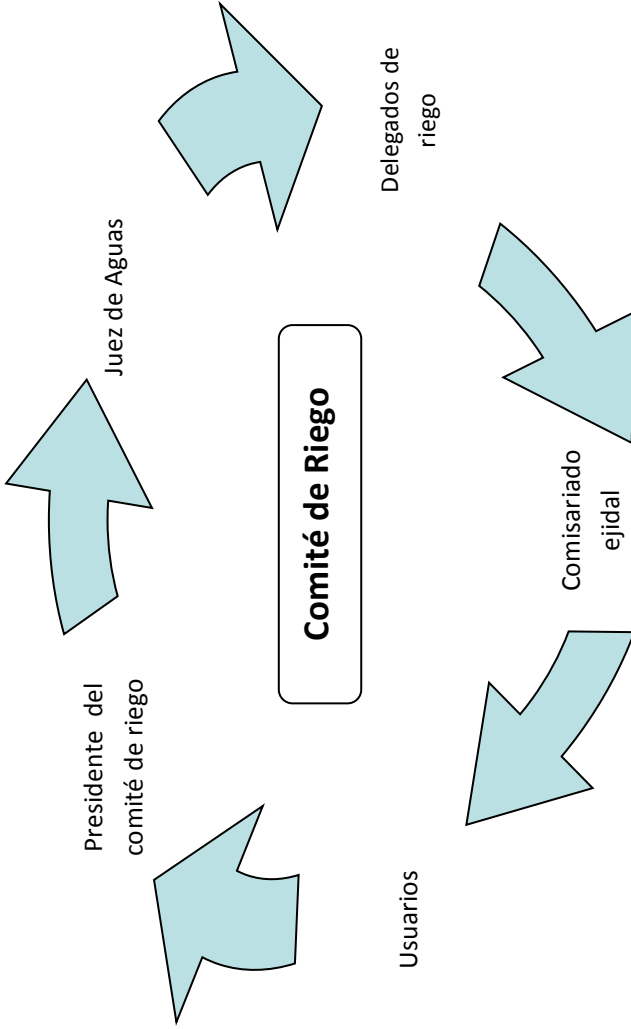 Presidente del
comité de riego
Juez de Aguas
Delegados de
riego
Comité de Riego
Comisariado
ejidal
Usuarios